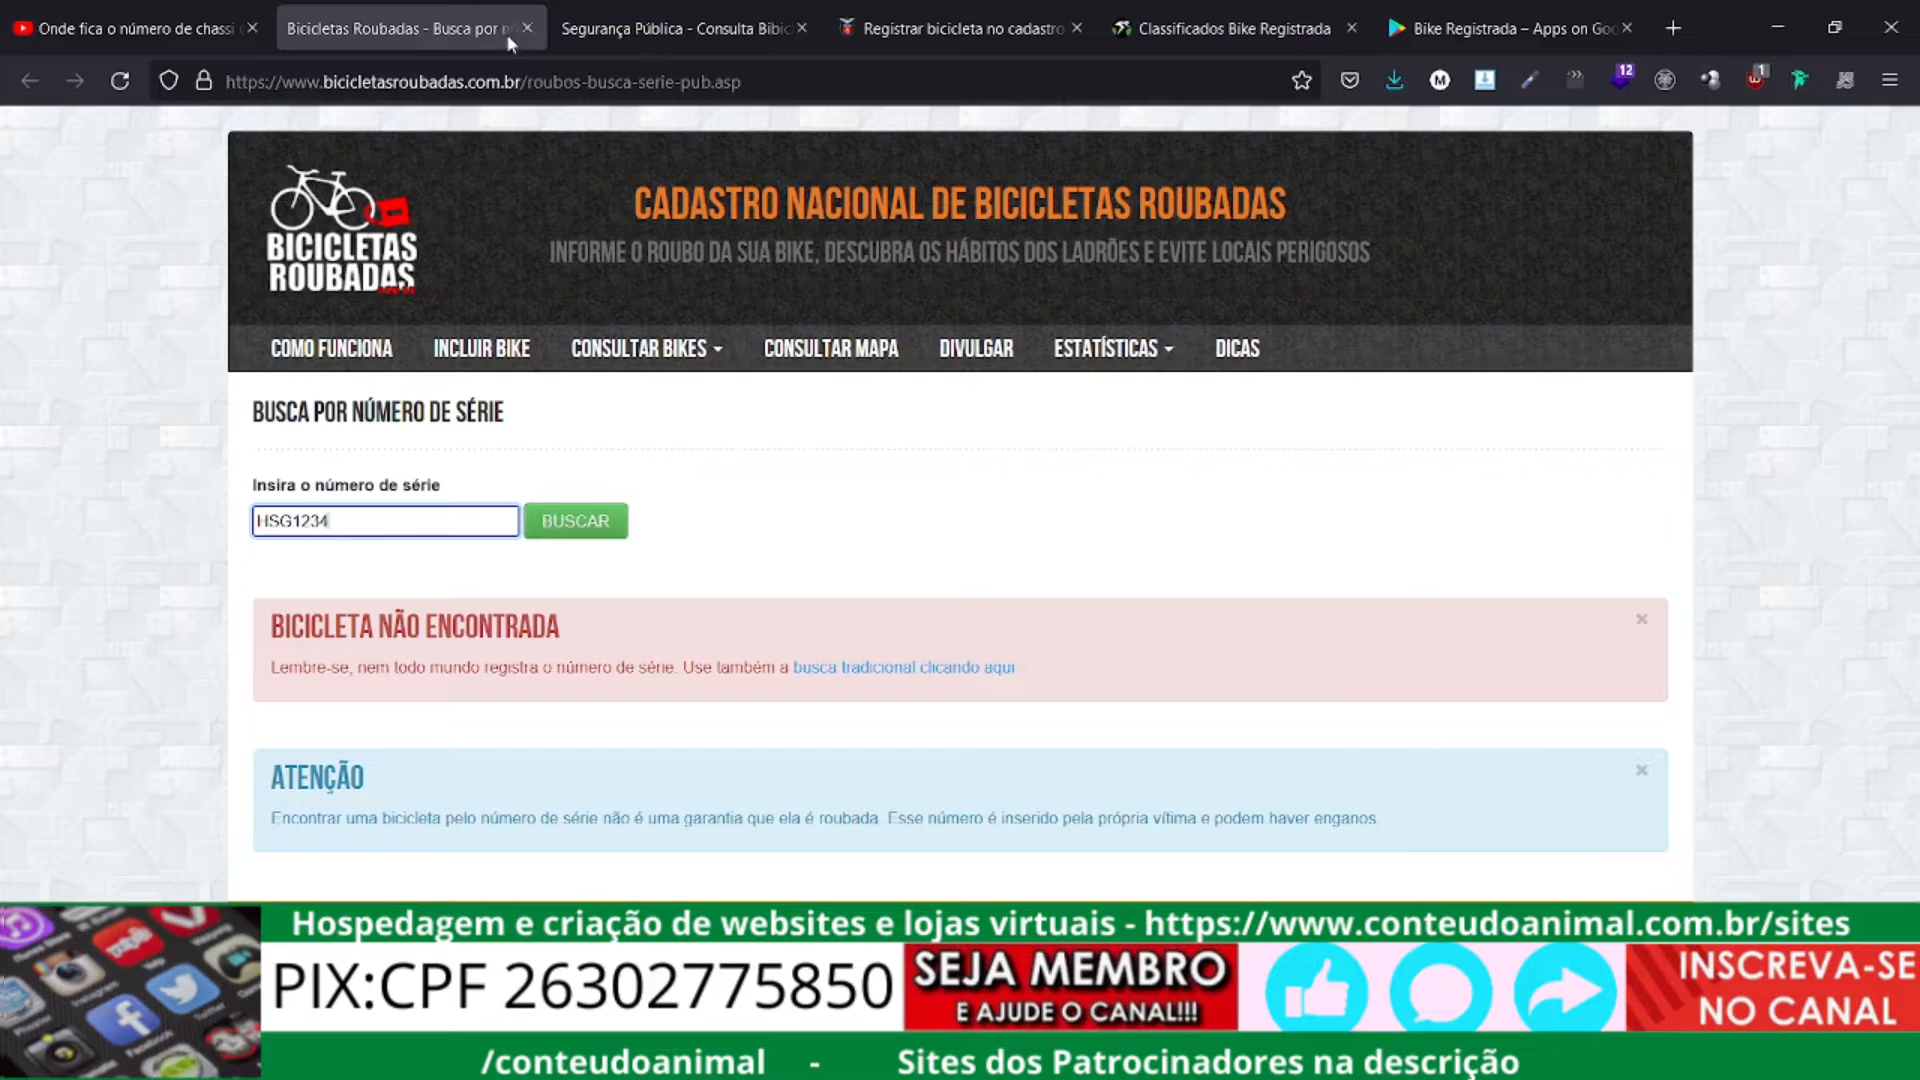 Onde fica o número de chassi
Bicicletas Roubadas - Busca por n
Segurança Pública - Consulta Bibic
Registrar bicicleta no cadastro
Classificados Bike Registrada
Bike Registrada – Apps on Goo
https://www.bicicletasroubadas.com.br/roubos-busca-serie-pub.asp
12
1
BICICLETAS
ROUBADAS
CADASTRO NACIONAL DE BICICLETAS ROUBADAS
INFORME O ROUBO DA SUA BIKE, DESCUBRA OS HÁBITOS DOS LADRÕES E EVITE LOCAIS PERIGOSOS
COMO FUNCIONA INCLUIR BIKE CONSULTAR BIKES CONSULTAR MAPA DIVULGAR ESTATÍSTICAS DICAS
BUSCA POR NÚMERO DE SÉRIE
Insira o número de série
HSG1234 BUSCAR
BICICLETA NÃO ENCONTRADA
Lembre-se, nem todo mundo registra o número de série. Use também a busca tradicional clicando aqui
ATENÇÃO
Encontrar uma bicicleta pelo número de série não é uma garantia que ela é roubada. Esse número é inserido pela própria vítima e podem haver enganos.
Hospedagem e criação de websites e lojas virtuais - https://www.conteudoanimal.com.br/sites
PIX:CPF 26302775850
SEJA MEMBRO
E AJUDE O CANAL!!!
INSCREVA-SE
NO CANAL
/conteudoanimal - Sites dos Patrocinadores na descrição